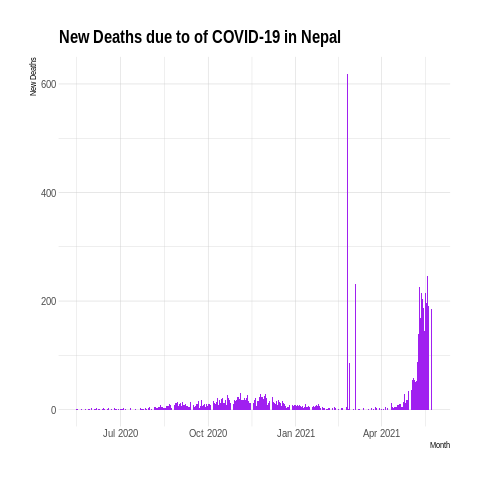 New Deaths due to of COVID-19 in Nepal
New Deaths
600
400
200
0
Jul 2020 Oct 2020 Jan 2021 Apr 2021
Month